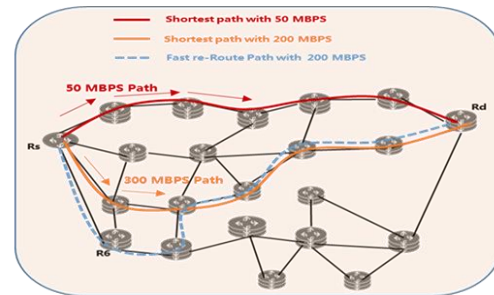 Shortest path with 50 MBPS
Shortest path with 200 MBPS
Fast re-Route Path with 200 MBPS
50 MBPS Path
Rd
Rs
300 MBPS Path
R6